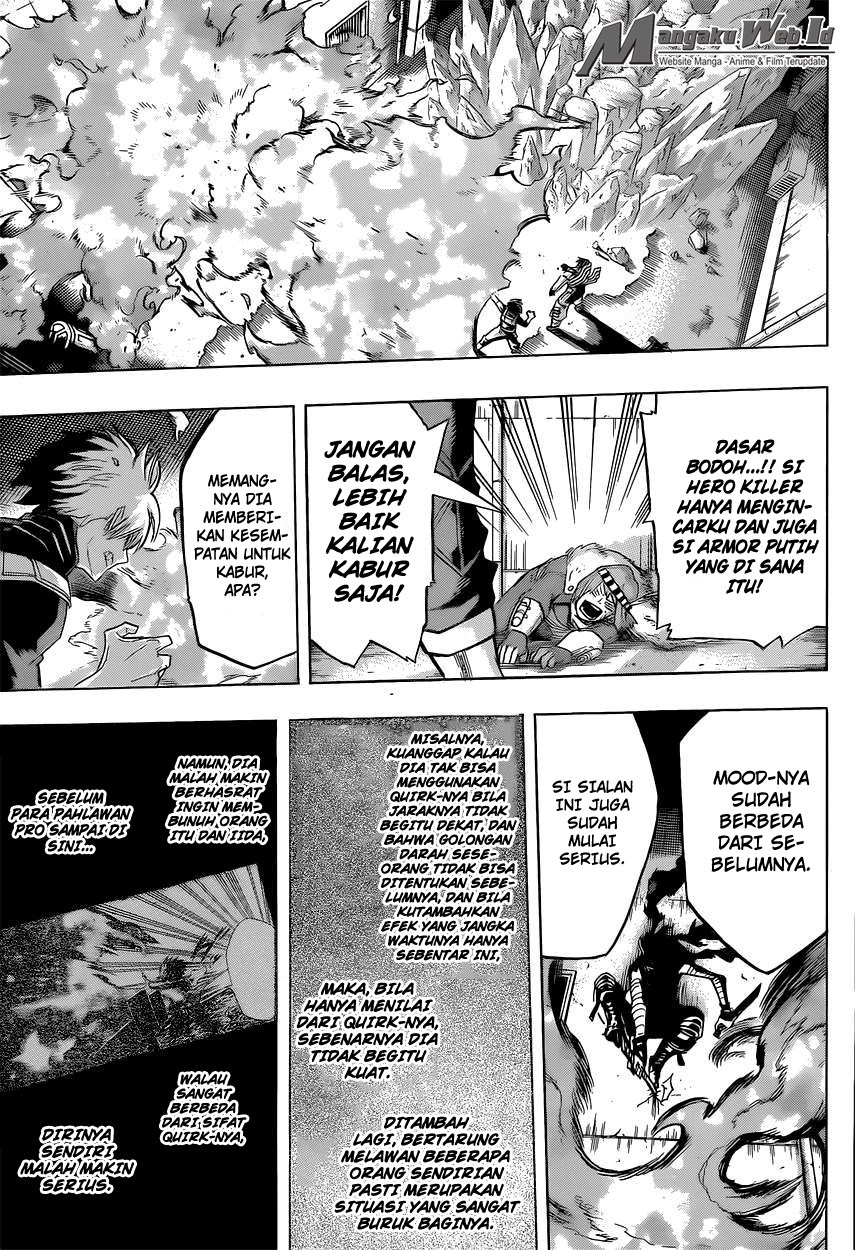 Mangaku Web.Id
Website Manga - Anime & Film Terupdate
DASAR
BODOH...!! SI
HERO KILLER
HANYA MENGIN-
CARKU DAN JUGA
SI ARMOR PUTIH
YANG DI SANA
ITU!
JANGAN
BALAS,
LEBIH
BAIK
KALIAN
KABUR
SAJA!
MEMANG-
NYA DIA
MEMBERI-
KAN KESEM-
PATAN UNTUK
KABUR,
APA?
MOOD-NYA
SUDAH
BERBEDA
DARI SE-
BELUMNYA.
SI SIALAN
INI JUGA
SUDAH
MULAI
SERIUS.
MISALNYA,
KUANGGAP KALAU
DIA TAK BISA
MENGGUNAKAN
QUIRK-NYA BILA
JARAKNYA TIDAK
BEGITU DEKAT, DAN
BAHWA GOLONGAN
DARAH SESE-
ORANG TIDAK BISA
DITENTUKAN SEBE-
LUMNYA, DAN BILA
KUTAMBAHKAN
EFEK YANG JANGKA
WAKTUNYA HANYA
SEBENTAR INI,
MAKA, BILA
HANYA MENILAI
DARI QUIRK-NYA,
SEBENARNYA DIA
TIDAK BEGITU
KUAT.
DITAMBAH
LAGI, BERTARUNG
MELAWAN BEBERAPA
ORANG SENDIRIAN
PASTI MERUPAKAN
SITUASI YANG SANGAT
BURUK BAGINYA.
NAMUN, DIA
MALAH MAKIN
BERHASRAT
INGIN MEM-
BUNUH ORANG
ITU DAN IIDA,
SEBELUM
PARA PAHLAWAN
PRO SAMPAI DI
SINI...
WALAU
SANGAT
BERBEDA
DARI SIFAT
QUIRK-NYA,
DIRINYA
SENDIRI
MALAH MAKIN
SERIUS.